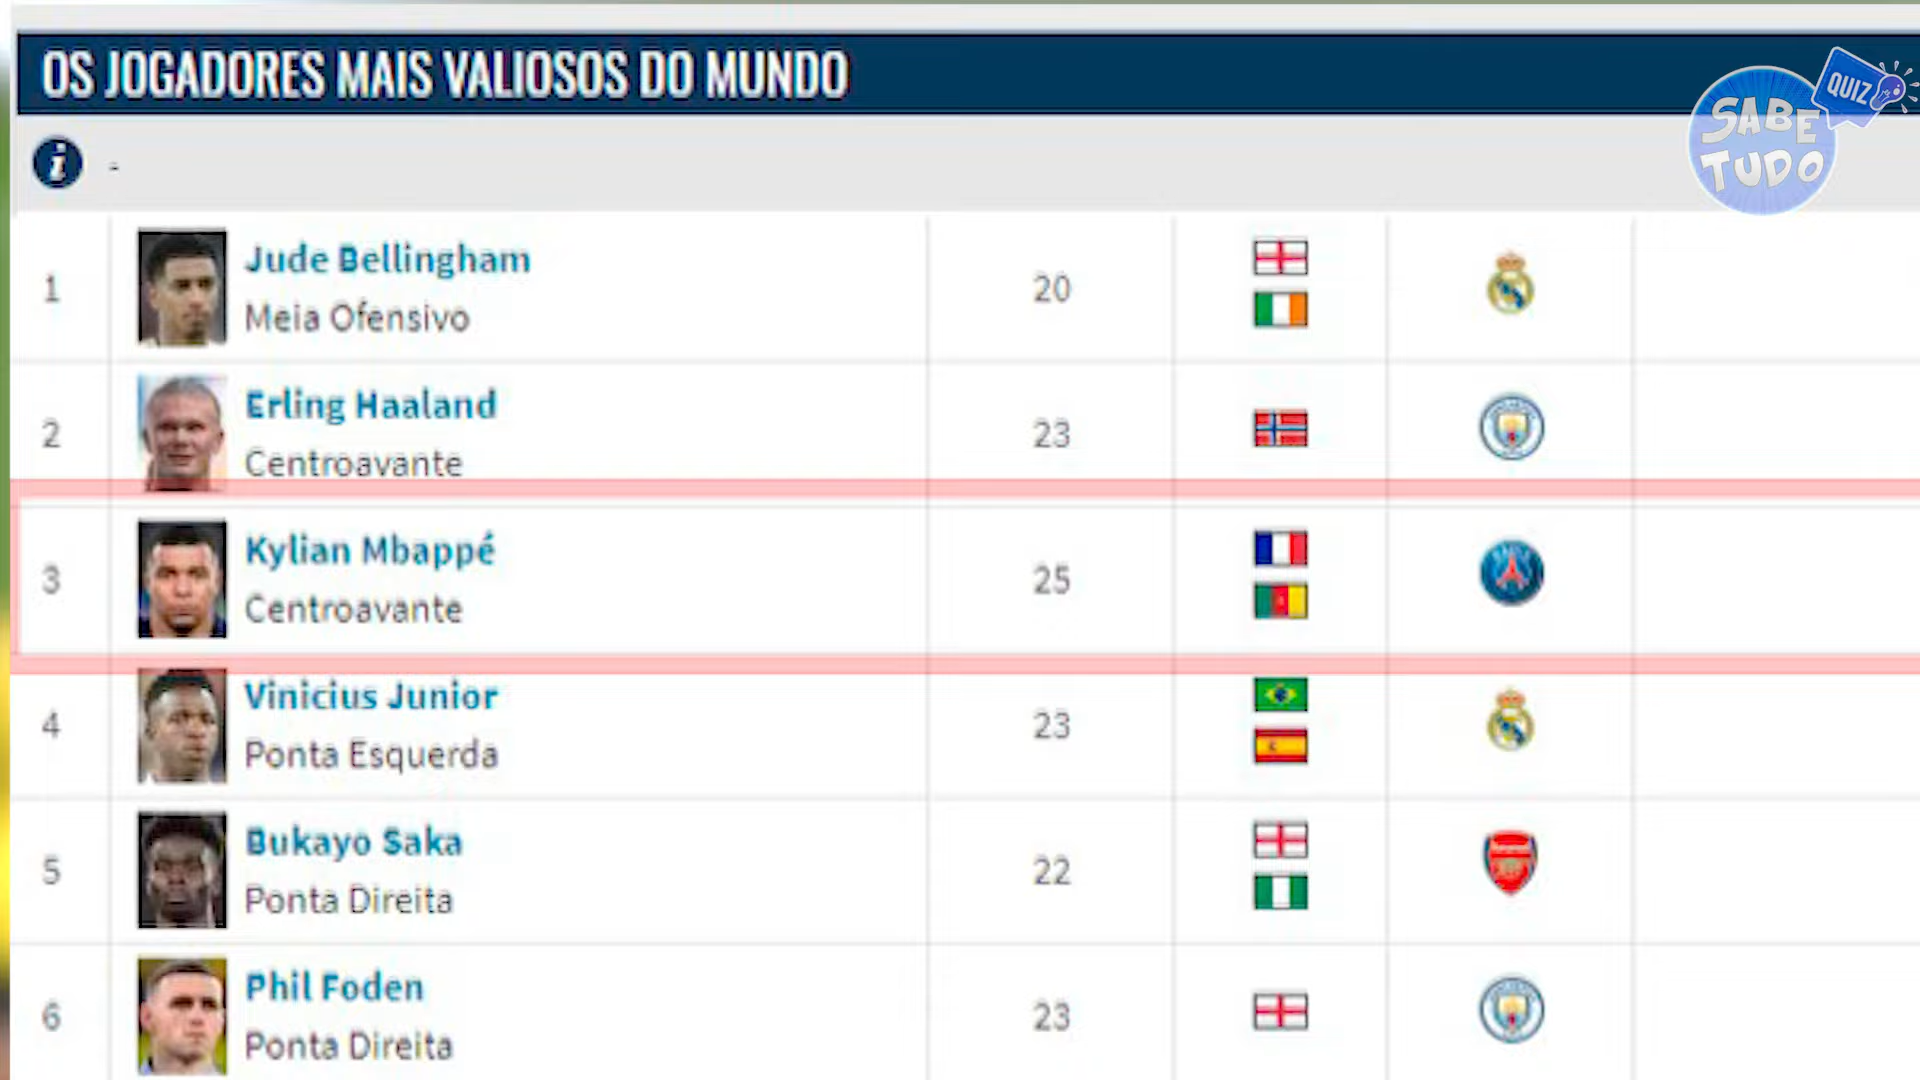 OS JOGADORES MAIS VALIOSOS DO MUNDO
QUIZ
SABE
TUDO
i -
1 Jude Bellingham 20
Meia Ofensivo
2 Erling Haaland 23
Centroavante
3 Kylian Mbappé 25
Centroavante
4 Vinicius Junior 23
Ponta Esquerda
5 Bukayo Saka 22
Ponta Direita
6 Phil Foden 23
Ponta Direita